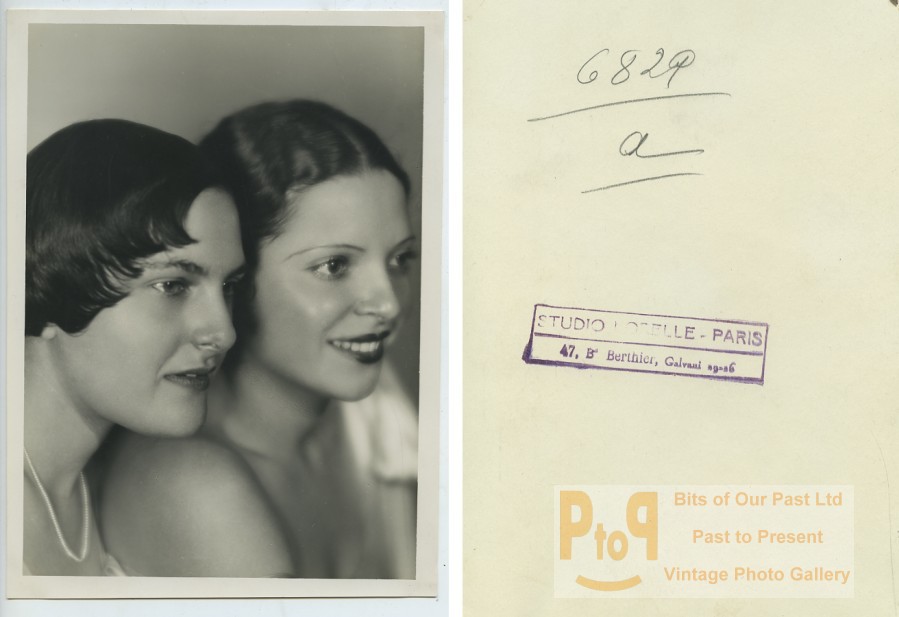 6829
a
STUDIO LORELLE - PARIS
47, Bd Berthier, Galvani
PtoP
Bits of Our Past Ltd
Past to Present
Vintage Photo Gallery